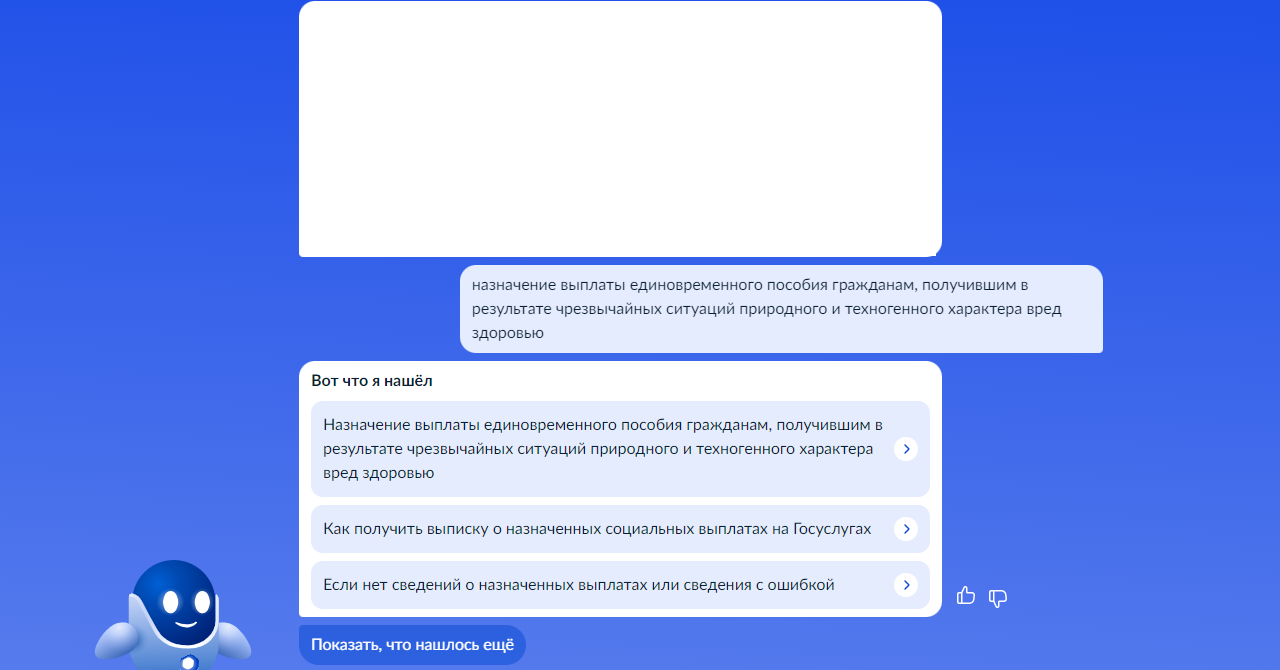 назначение выплаты единовременного пособия гражданам, получившим в
результате чрезвычайных ситуаций природного и техногенного характера вред
здоровью
Вот что я нашёл
Назначение выплаты единовременного пособия гражданам, получившим в
результате чрезвычайных ситуаций природного и техногенного характера
вред здоровью
Как получить выписку о назначенных социальных выплатах на Госуслугах
Если нет сведений о назначенных выплатах или сведения с ошибкой
Показать, что нашлось ещё